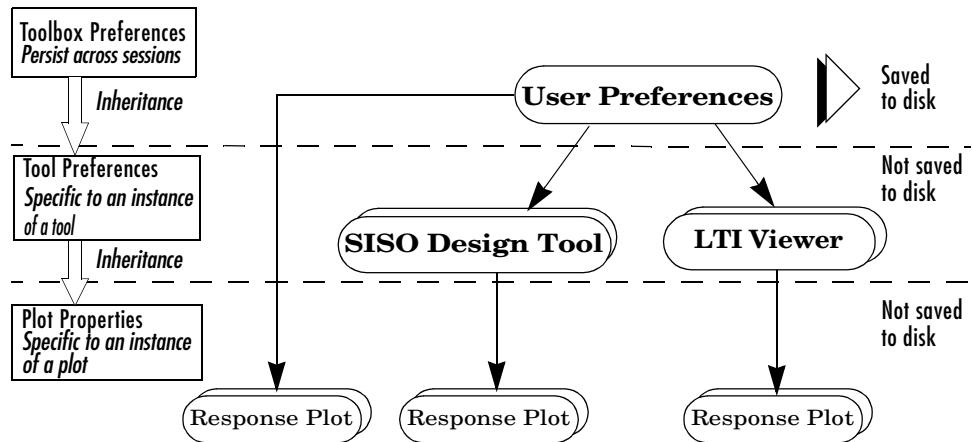 Toolbox Preferences
Persist across sessions
Inheritance
User Preferences
Saved
to disk
Tool Preferences
Specific to an instance
of a tool
Not saved
to disk
SISO Design Tool
LTI Viewer
Inheritance
Plot Properties
Specific to an instance
of a plot
Not saved
to disk
Response Plot
Response Plot
Response Plot